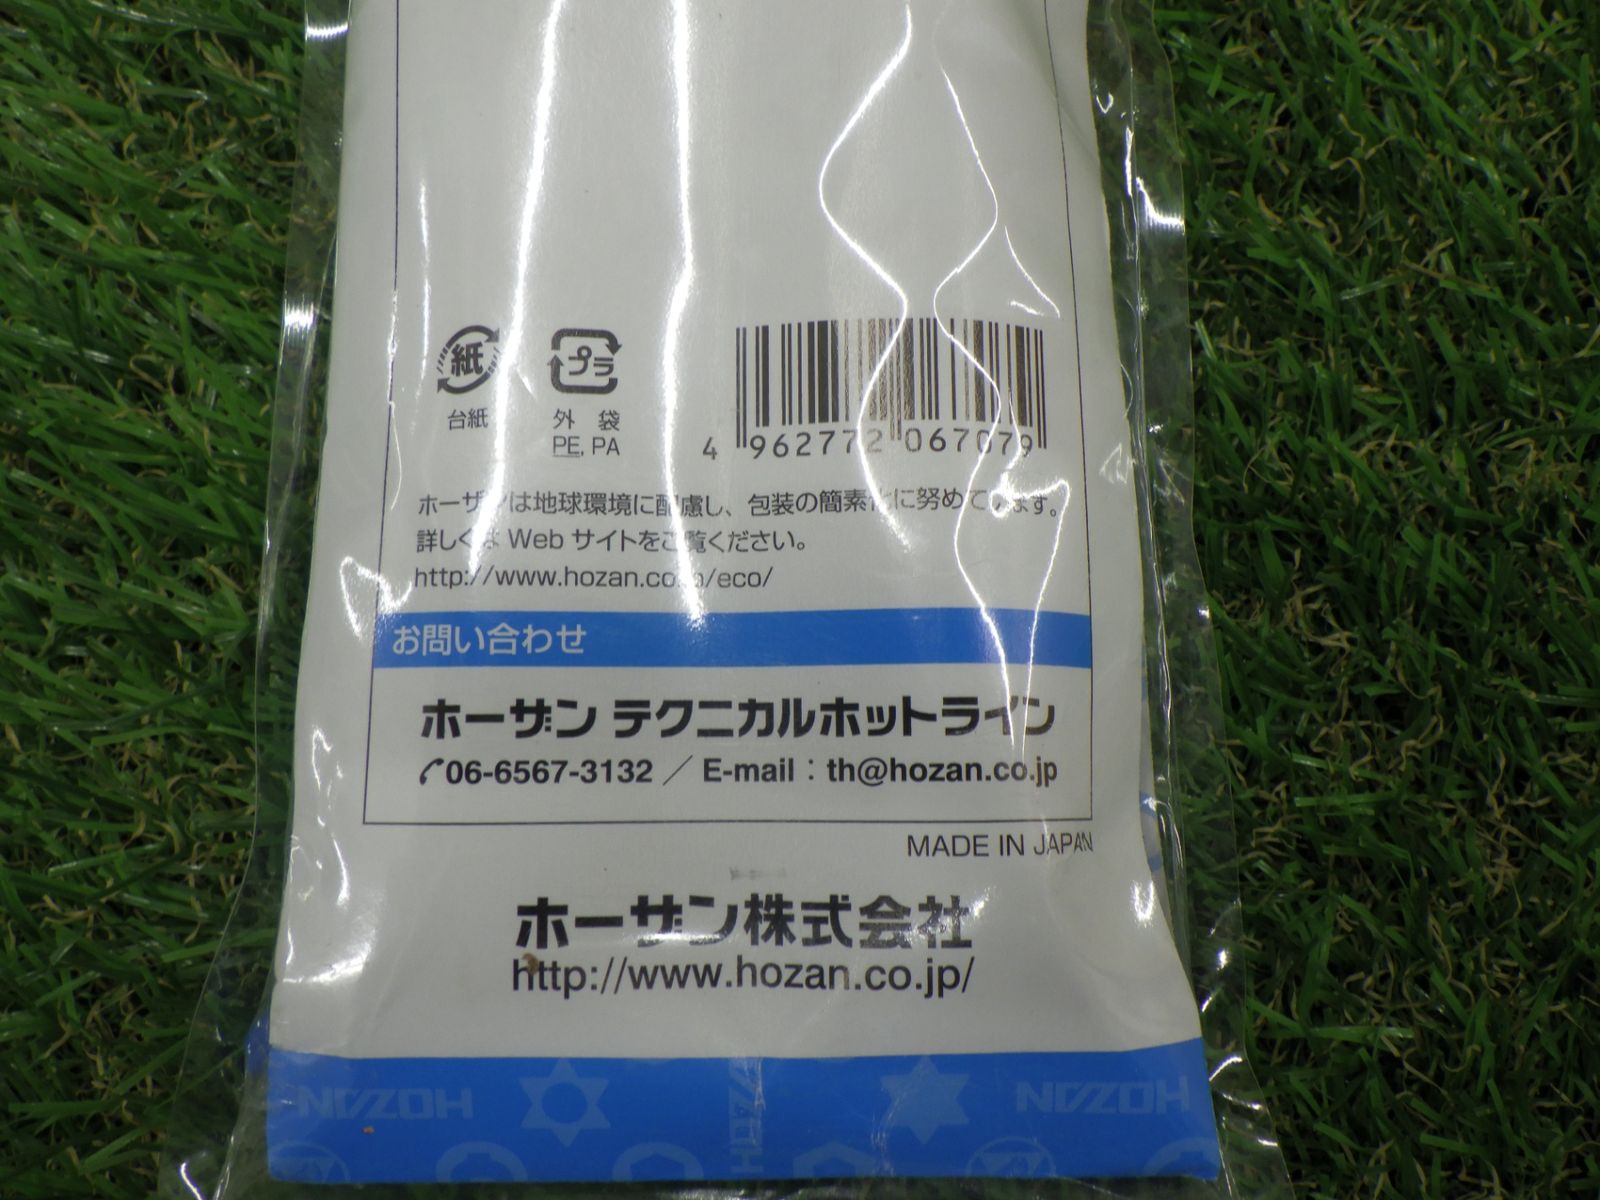 紙
プラ
台紙
外 袋
PE, PA
4 962772 067079
ホーザンは地球環境に配慮し、包装の簡素化に努めています。
詳しくは Web サイトをご覧ください。
http://www.hozan.co.jp/eco/
お問い合わせ
ホーザン テクニカルホットライン
06-6567-3132 ／ E-mail：th@hozan.co.jp
MADE IN JAPAN
ホーザン株式会社
http://www.hozan.co.jp/
HOZAN
HOZAN
HOZAN